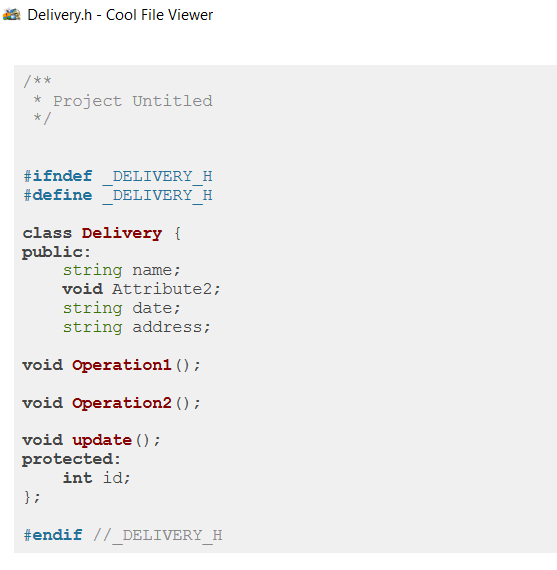 Delivery.h - Cool File Viewer
/**
 * Project Untitled
 */
#ifndef _DELIVERY_H
#define _DELIVERY_H
class Delivery {
public:
    string name;
    void Attribute2;
    string date;
    string address;
void Operation1();
void Operation2();
void update();
protected:
    int id;
};
#endif //_DELIVERY_H